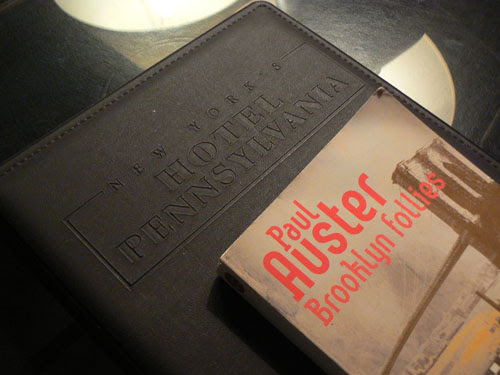 NEW YORK'S
HOTEL
PENNSYLVANIA
Paul
Auster
Brooklyn follies